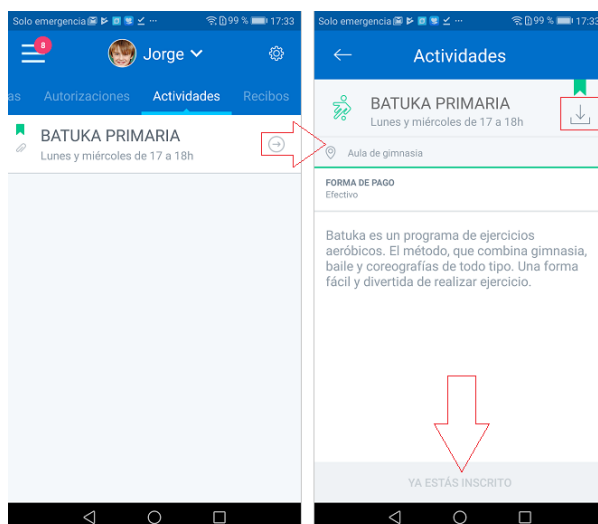 Solo emergencia 99 % 17:33
8
Jorge
as Autorizaciones Actividades Recibos
BATUKA PRIMARIA
Lunes y miércoles de 17 a 18h
Solo emergencia 99 % 17:33
Actividades
BATUKA PRIMARIA
Lunes y miércoles de 17 a 18h
Aula de gimnasia
FORMA DE PAGO
Efectivo
Batuka es un programa de ejercicios
aeróbicos. El método, que combina gimnasia,
baile y coreografías de todo tipo. Una forma
fácil y divertida de realizar ejercicio.
YA ESTÁS INSCRITO